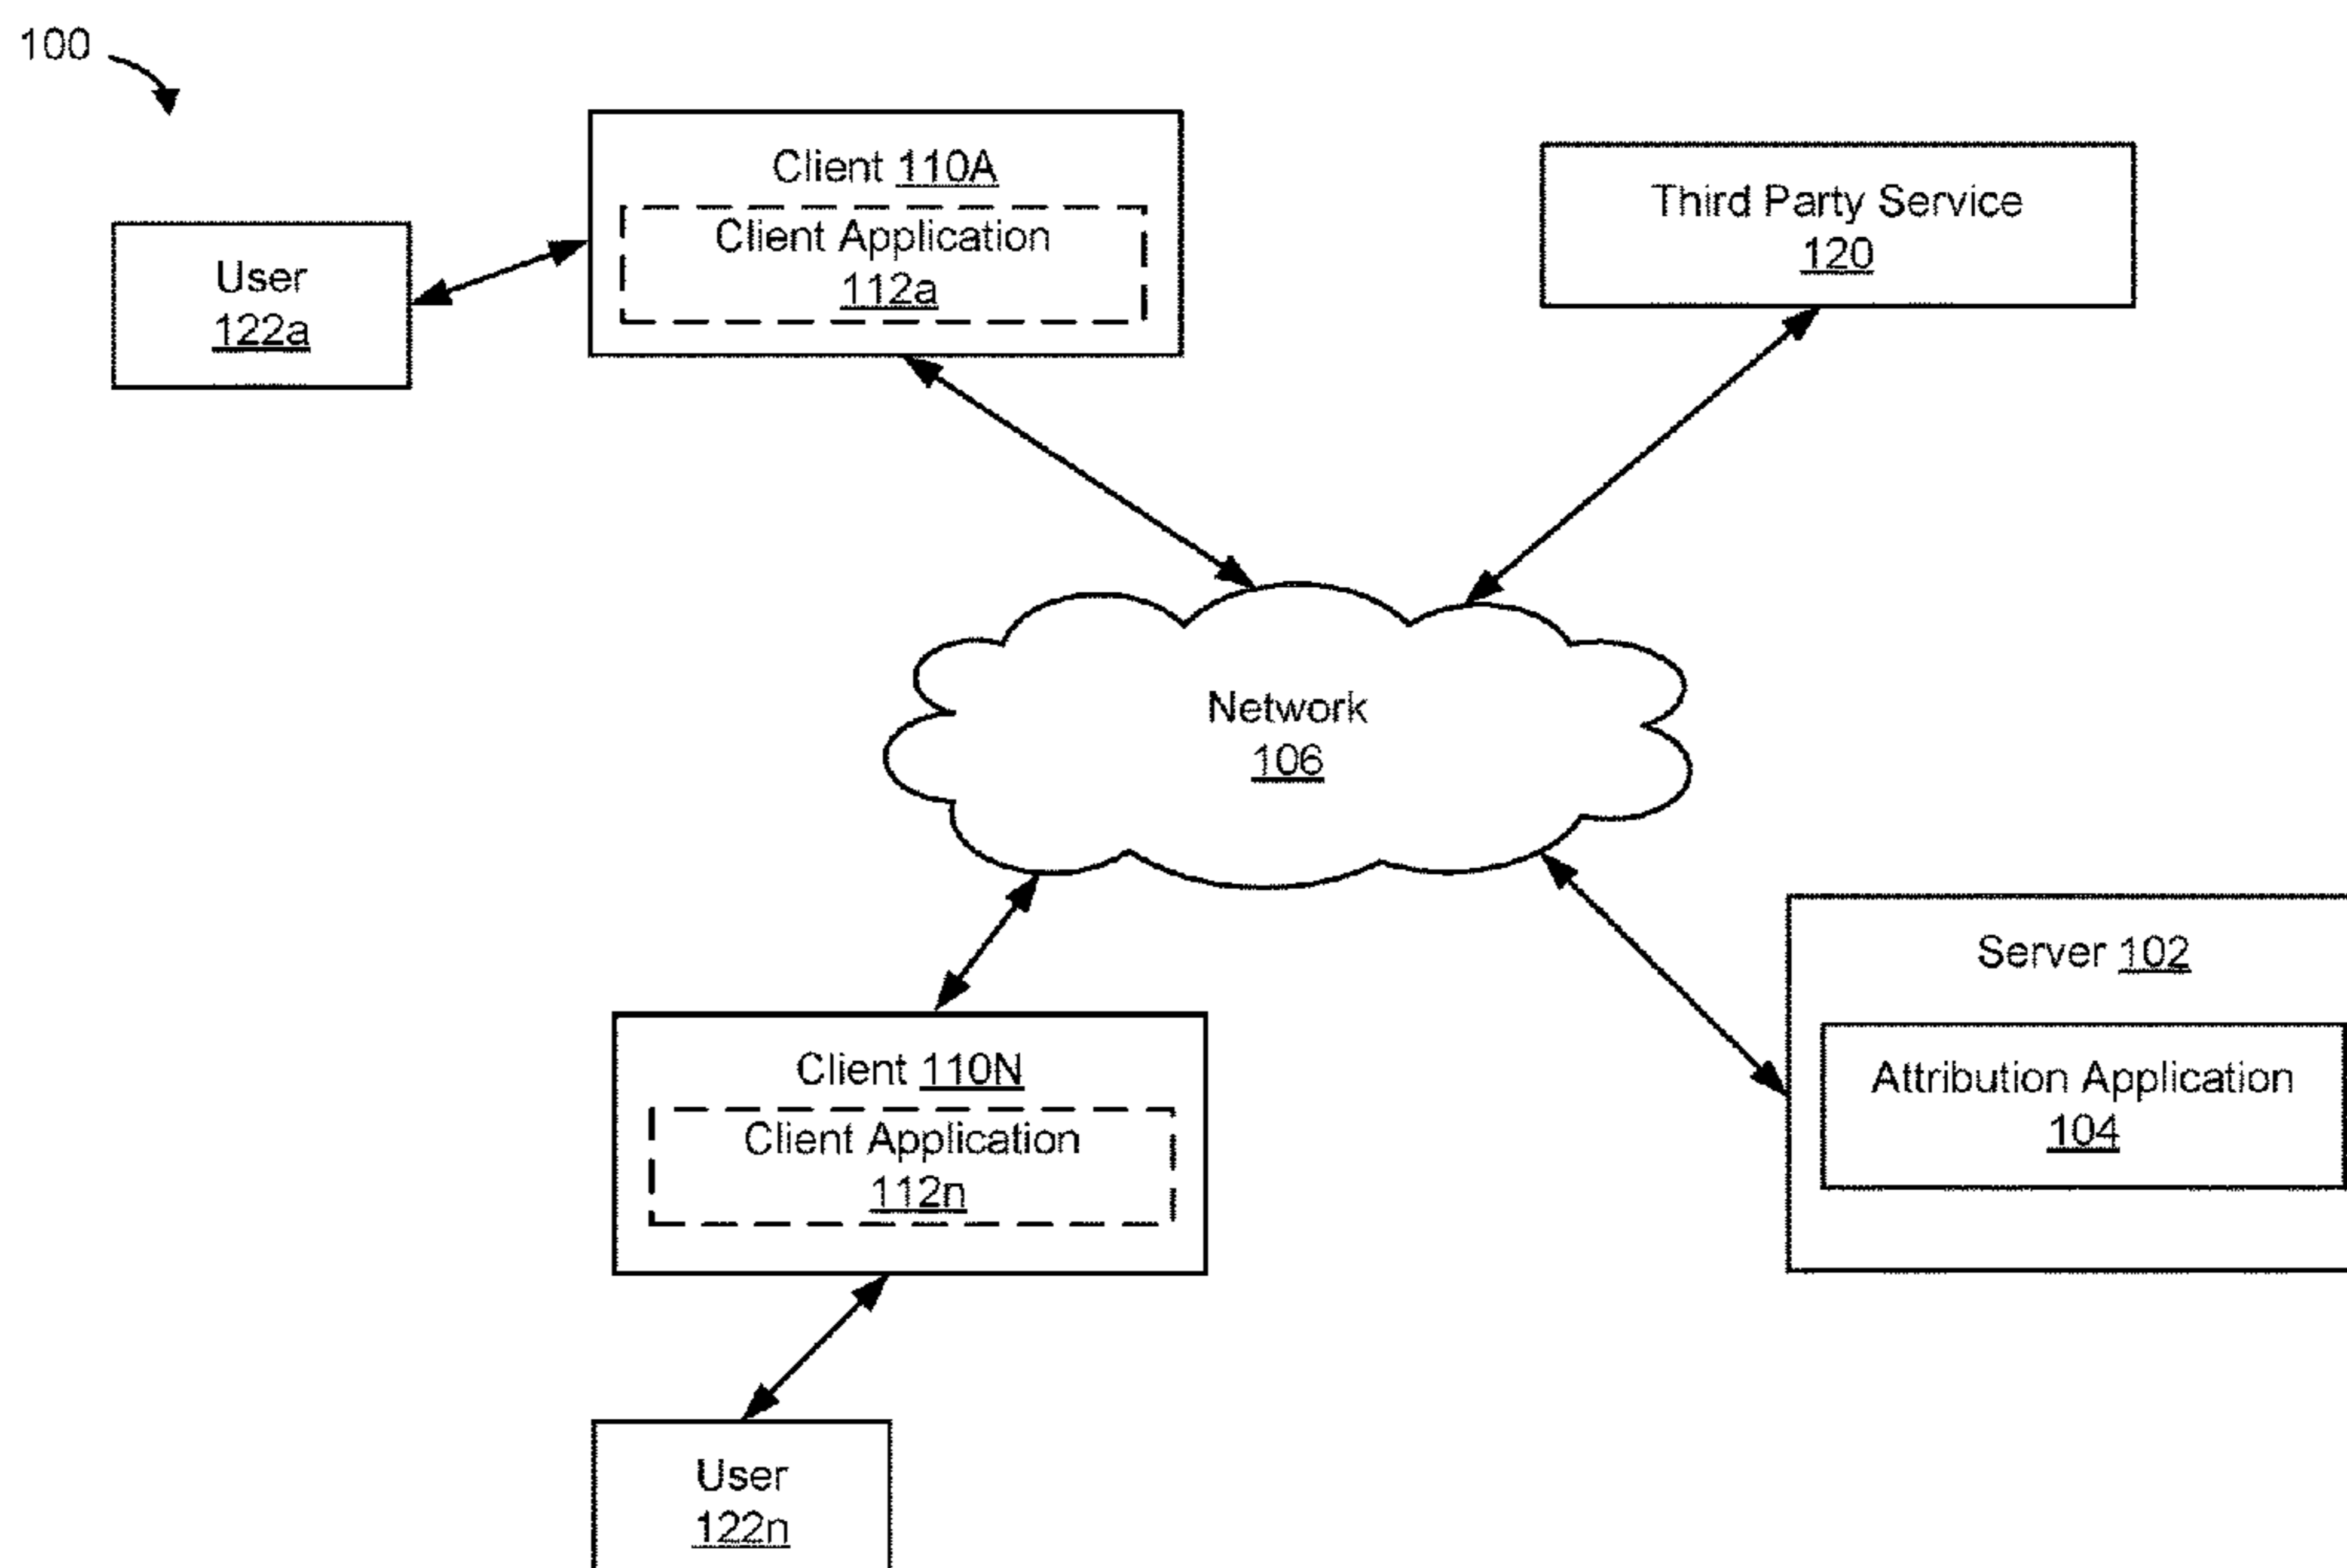 100
Client 110A
Client Application
112a
User
122a
Third Party Service
120
Network
106
Server 102
Attribution Application
104
Client 110N
Client Application
112n
User
122n